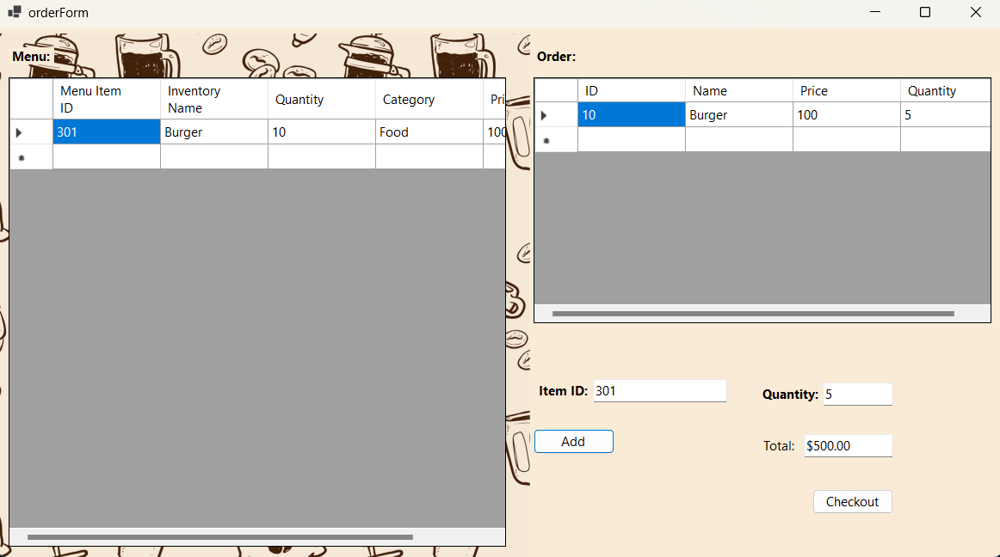 orderForm
Menu:
Menu Item ID Inventory Name Quantity Category Pri
301 Burger 10 Food 100
Order:
ID Name Price Quantity
10 Burger 100 5
Item ID: 301
Quantity: 5
Add
Total: $500.00
Checkout